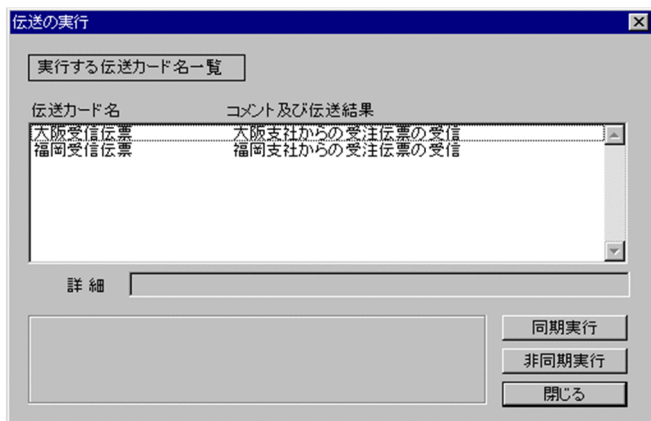 伝送の実行
実行する伝送カード名一覧
伝送カード名 コメント及び伝送結果
大阪受信伝票 大阪支社からの受注伝票の受信
福岡受信伝票 福岡支社からの受注伝票の受信
詳細
同期実行
非同期実行
閉じる